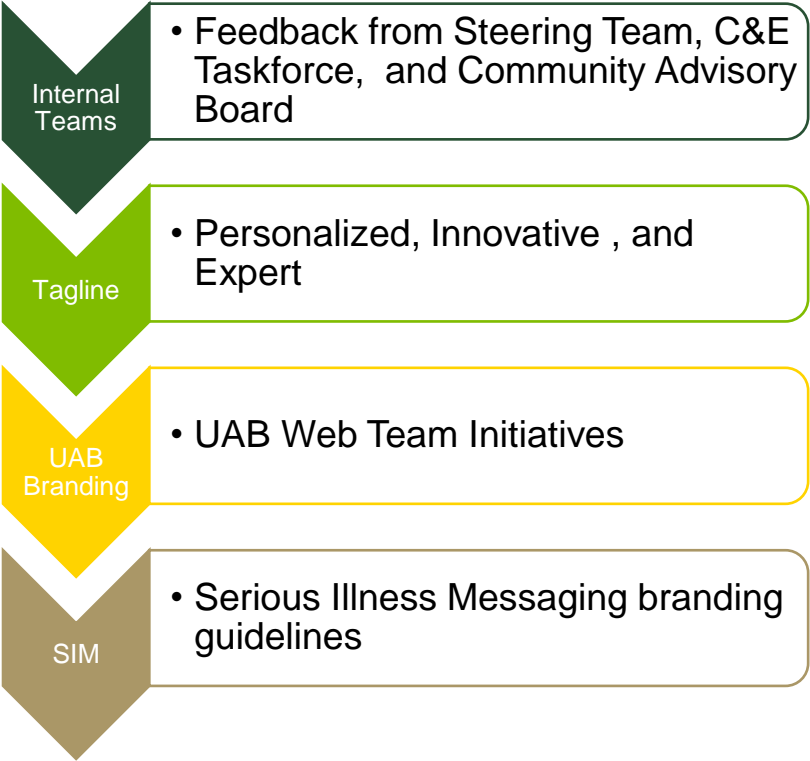 Internal
Teams
• Feedback from Steering Team, C&E
Taskforce,  and Community Advisory
Board
Tagline
• Personalized, Innovative , and
Expert
UAB
Branding
• UAB Web Team Initiatives
SIM
• Serious Illness Messaging branding
guidelines